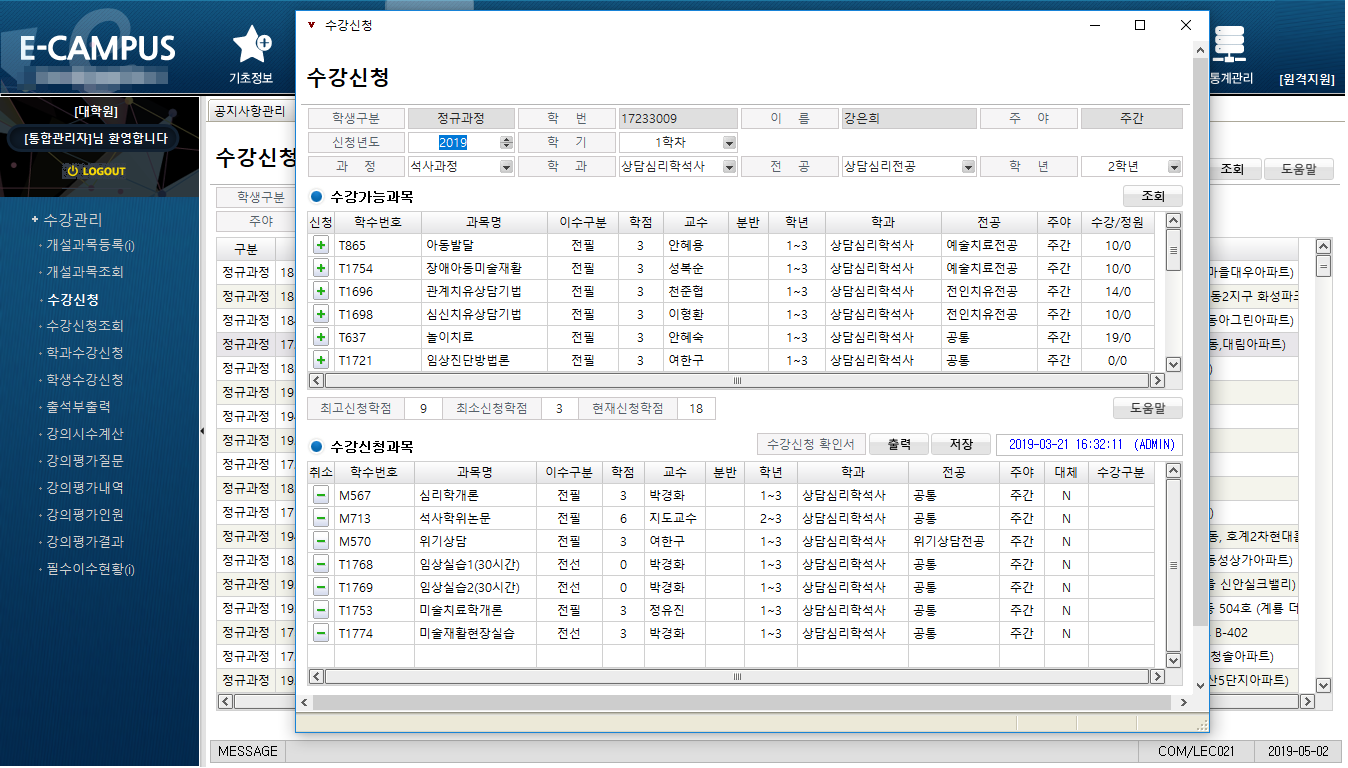 E-CAMPUS
기초정보
통계관리
[원격지원]
[대학원]
[통합관리자]님 환영합니다
LOGOUT
수강관리
개설과목등록(i)
개설과목조회
수강신청
수강신청조회
학과수강신청
학생수강신청
출석부출력
강의시수계산
강의평가질문
강의평가내역
강의평가인원
강의평가결과
필수이수현황(i)
공지사항관리
수강신청
조회 도움말
학생구분
주야
구분
정규과정 18
정규과정 18
정규과정 18
정규과정 17
정규과정 18
정규과정 19
정규과정 19
정규과정 19
정규과정 19
정규과정 18
정규과정 17
정규과정 19
정규과정 18
정규과정 19
정규과정 19
정규과정 17
정규과정 17
정규과정 19
마을대우아파트)
동2지구 화성파크
동아그린아파트)
동,대림아파트)
동, 호계2차현대홈
동성상가아파트)
을 신안실크밸리)
동 504호 (계룡 더
B-402
청솔아파트)
산5단지아파트)
수강신청
수강신청
학생구분 정규과정 학 번 17233009 이 름 강은희 주 야 주간
신청년도 2019 학 기 1학차
과 정 석사과정 학 과 상담심리학석사 전 공 상담심리전공 학 년 2학년
수강가능과목 조회
신청 학수번호 과목명 이수구분 학점 교수 분반 학년 학과 전공 주야 수강/정원
T865 아동발달 전필 3 안혜용 1~3 상담심리학석사 예술치료전공 주간 10/0
T1754 장애아동미술재활 전필 3 성복순 1~3 상담심리학석사 예술치료전공 주간 10/0
T1696 관계치유상담기법 전필 3 천준협 1~3 상담심리학석사 전인치유전공 주간 14/0
T1698 심신치유상담기법 전필 3 이형환 1~3 상담심리학석사 전인치유전공 주간 10/0
T637 놀이치료 전필 3 안혜숙 1~3 상담심리학석사 공통 주간 19/0
T1721 임상진단방법론 전필 3 여한구 1~3 상담심리학석사 공통 주간 0/0
최고신청학점 9 최소신청학점 3 현재신청학점 18 도움말
수강신청과목 수강신청 확인서 출력 저장 2019-03-21 16:32:11 (ADMIN)
취소 학수번호 과목명 이수구분 학점 교수 분반 학년 학과 전공 주야 대체 수강구분
M567 심리학개론 전필 3 박경화 1~3 상담심리학석사 공통 주간 N
M713 석사학위논문 전필 6 지도교수 2~3 상담심리학석사 공통 주간 N
M570 위기상담 전필 3 여한구 1~3 상담심리학석사 위기상담전공 주간 N
T1768 임상실습1(30시간) 전선 0 박경화 1~3 상담심리학석사 공통 주간 N
T1769 임상실습2(30시간) 전선 0 박경화 1~3 상담심리학석사 공통 주간 N
T1753 미술치료학개론 전필 3 정유진 1~3 상담심리학석사 공통 주간 N
T1774 미술재활현장실습 전선 3 박경화 1~3 상담심리학석사 공통 주간 N
MESSAGE COM/LEC021 2019-05-02